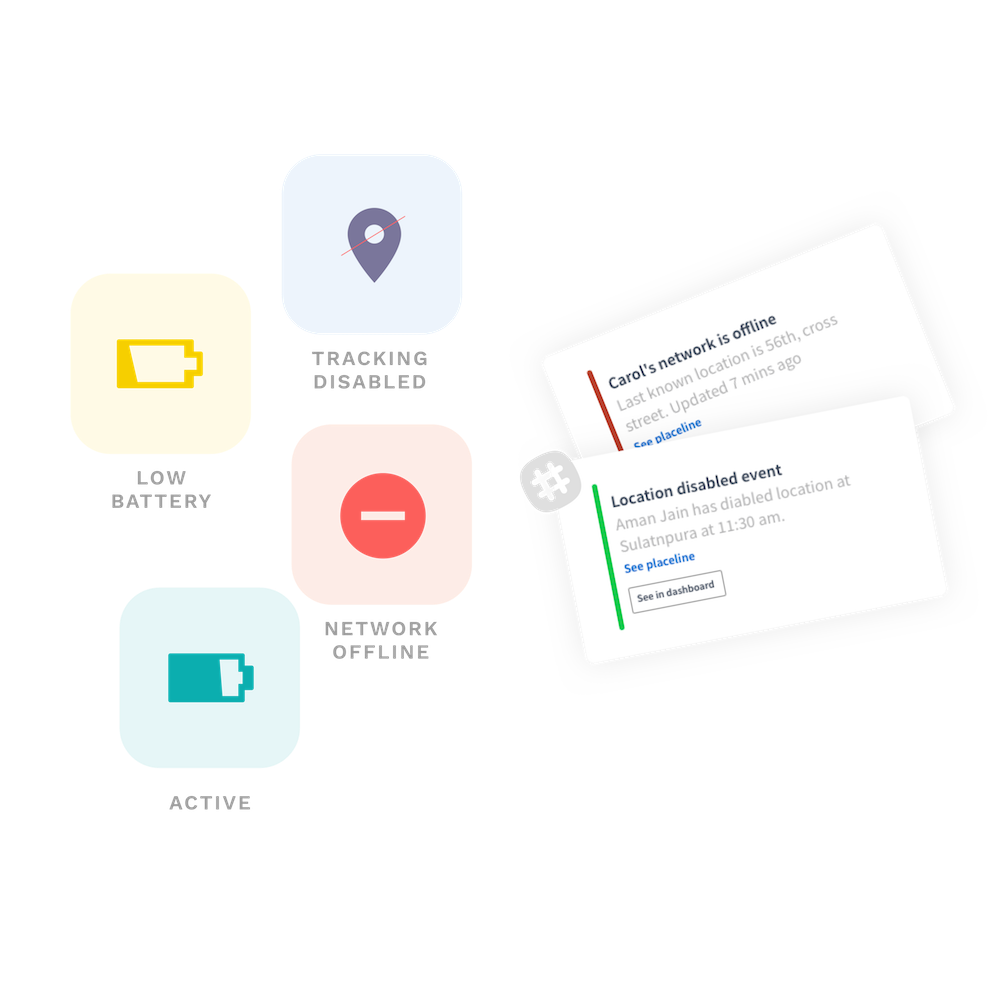 TRACKING
DISABLED
LOW
BATTERY
NETWORK
OFFLINE
ACTIVE
Carol's network is offline
Last known location is 56th, cross
street. Updated 7 mins ago
See placeline
Location disabled event
Aman Jain has diabled location at
Sulatnpura at 11:30 am.
See placeline
See in dashboard